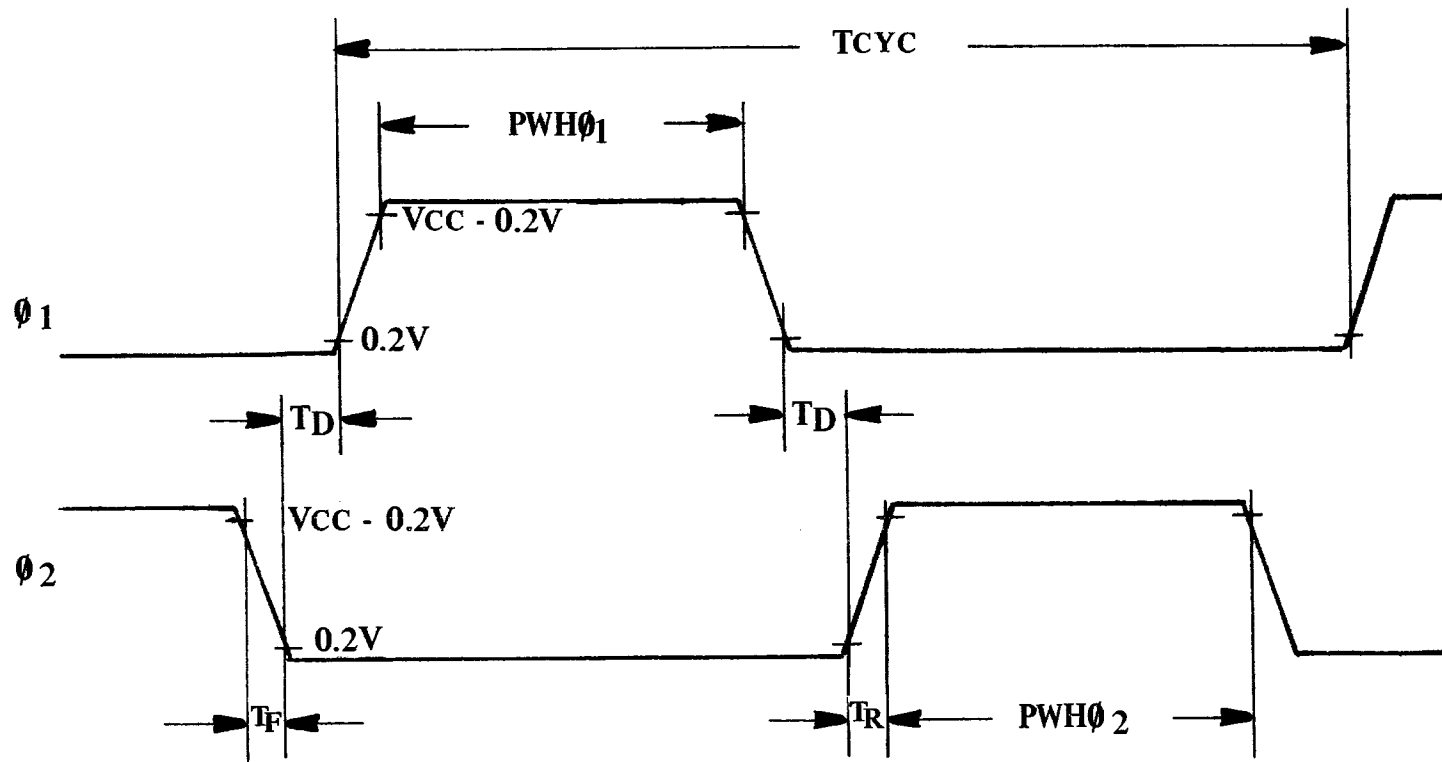 TCYC
PWHØ1
VCC - 0.2V
Ø1
0.2V
TD
TD
VCC - 0.2V
Ø2
0.2V
TF
TR
PWHØ2